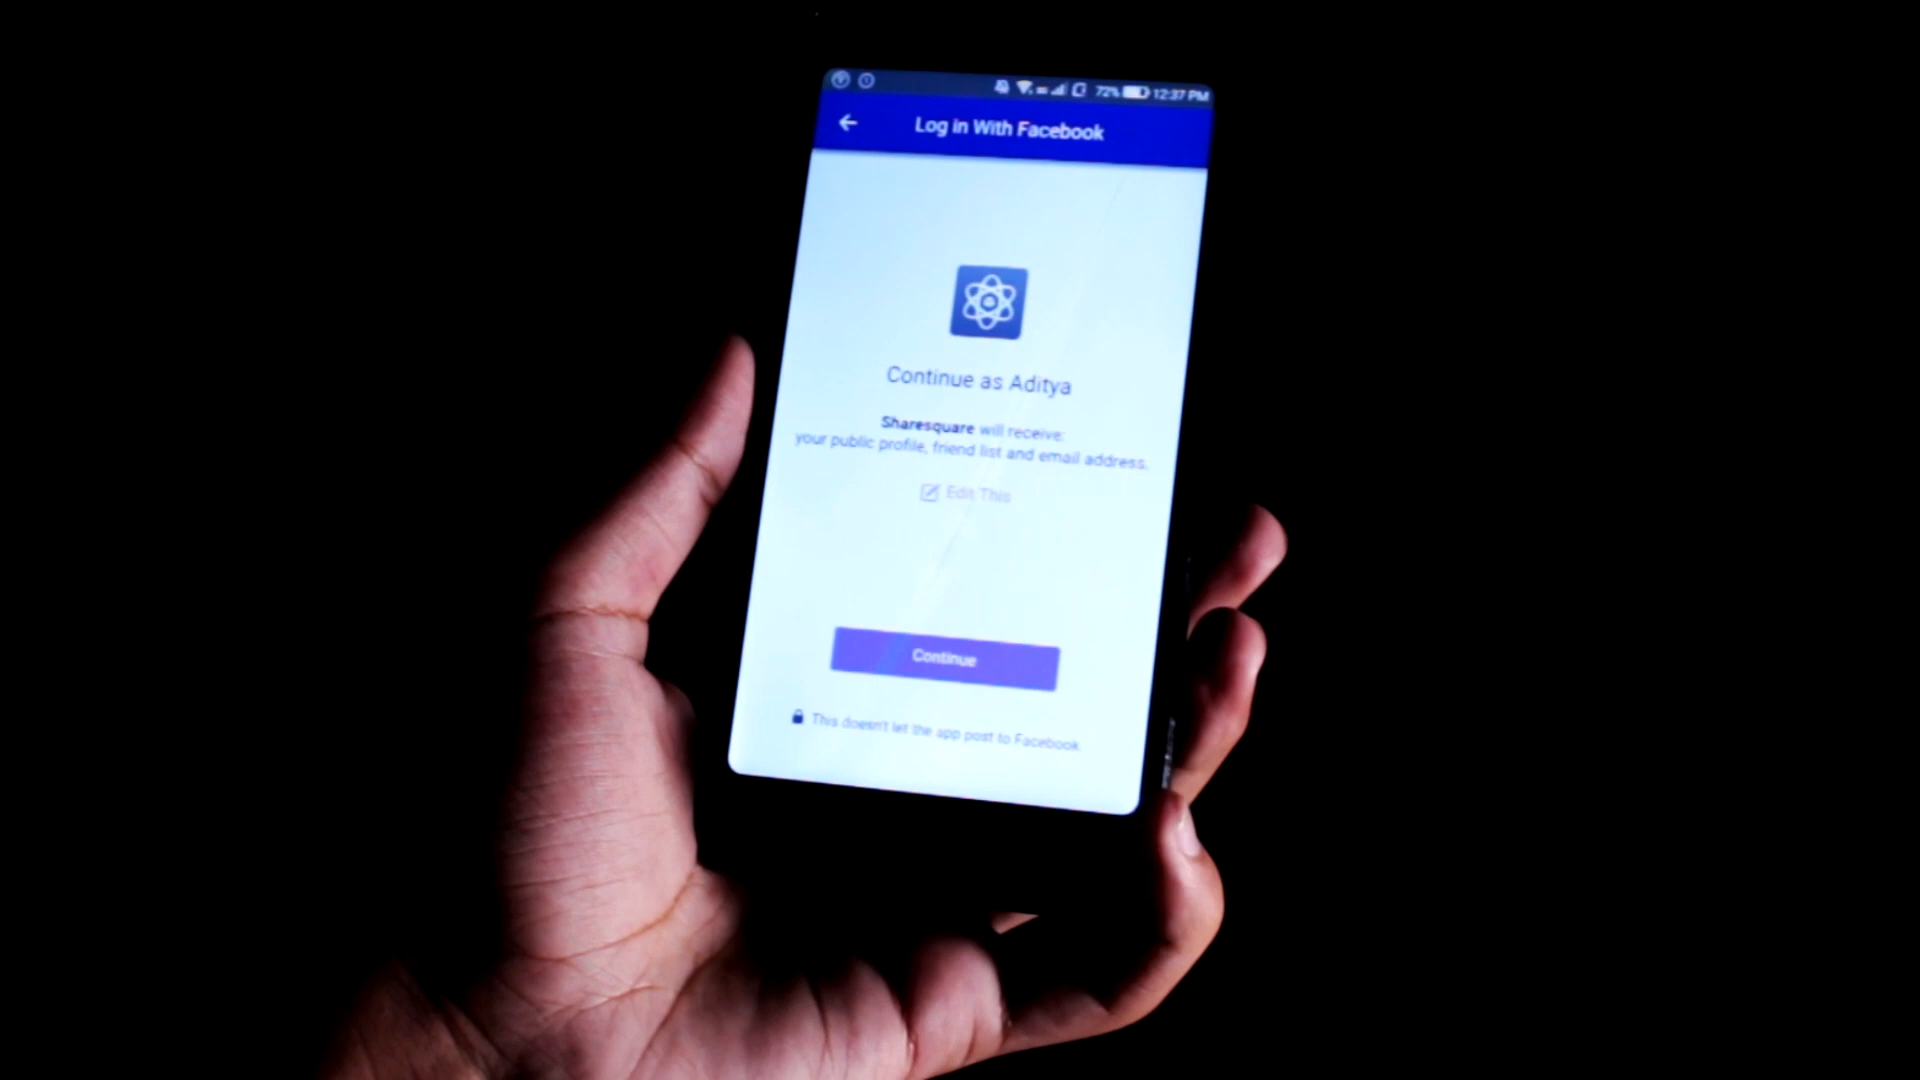 72% 12:37 PM
Log in With Facebook
Continue as Aditya
Sharesquare will receive:
your public profile, friend list and email address.
Edit This
Continue
This doesn't let the app post to Facebook